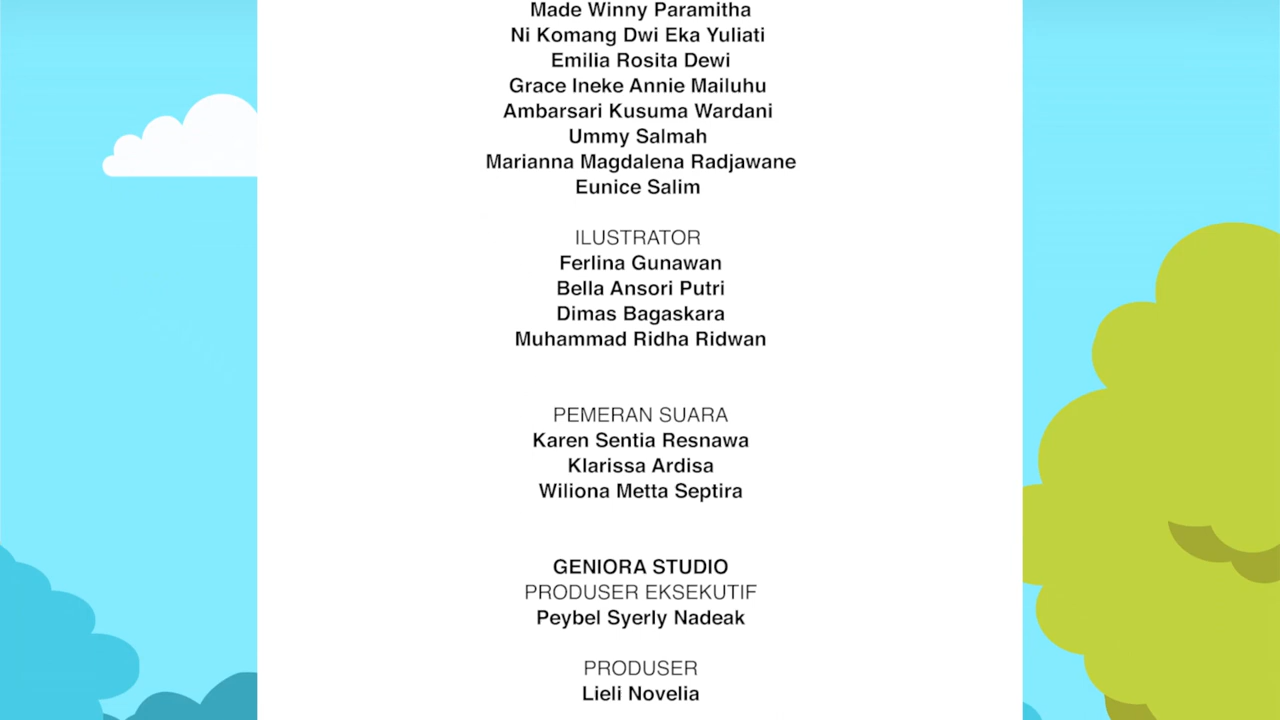 Made Winny Paramitha
Ni Komang Dwi Eka Yuliati
Emilia Rosita Dewi
Grace Ineke Annie Mailuhu
Ambarsari Kusuma Wardani
Ummy Salmah
Marianna Magdalena Radjawane
Eunice Salim
ILUSTRATOR
Ferlina Gunawan
Bella Ansori Putri
Dimas Bagaskara
Muhammad Ridha Ridwan
PEMERAN SUARA
Karen Sentia Resnawa
Klarissa Ardisa
Wiliona Metta Septira
GENIORA STUDIO
PRODUSER EKSEKUTIF
Peybel Syerly Nadeak
PRODUSER
Lieli Novelia